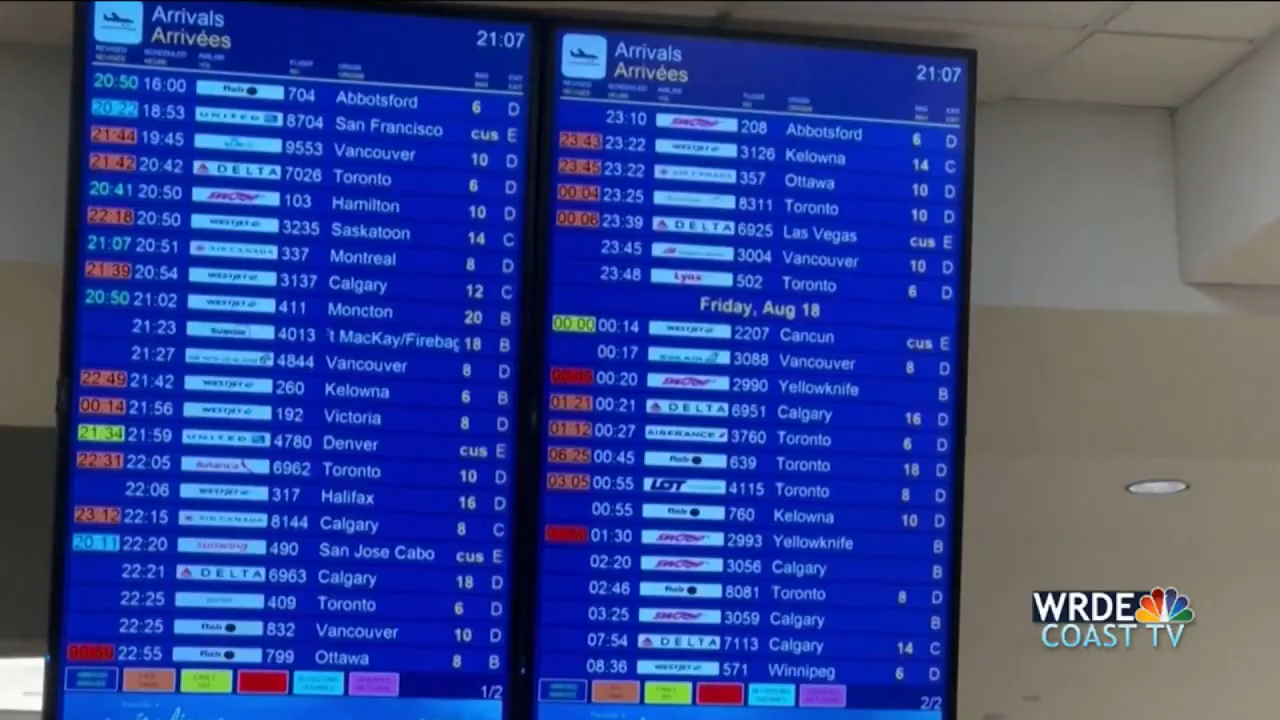 Arrivals
Arrivées
21:07
20:50 16:00 flair 704 Abbotsford 6 D
20:22 18:53 UNITED 8704 San Francisco cus E
21:44 19:45 9553 Vancouver 10 D
21:42 20:42 DELTA 7026 Toronto 6 D
20:41 20:50 swoop 103 Hamilton 10 D
22:18 20:50 WESTJET 3235 Saskatoon 14 C
21:07 20:51 AIR CANADA 337 Montreal 8 D
21:39 20:54 WESTJET 3137 Calgary 12 C
20:50 21:02 WESTJET 411 Moncton 20 B
21:23 4013 't MacKay/Firebag 18 B
21:27 4844 Vancouver 8 D
22:49 21:42 WESTJET 260 Kelowna 6 B
00:14 21:56 WESTJET 192 Victoria 8 D
21:34 21:59 UNITED 4780 Denver cus E
22:31 22:05 6962 Toronto 10 D
22:06 WESTJET 317 Halifax 16 D
23:12 22:15 AIR CANADA 8144 Calgary 8 C
20:11 22:20 sunwing 490 San Jose Cabo cus E
22:21 DELTA 6963 Calgary 18 D
22:25 409 Toronto 6 D
22:25 flair 832 Vancouver 10 D
22:55 flair 799 Ottawa 8 B
1/2
Arrivals
Arrivées
21:07
23:10 swoop 208 Abbotsford 6 D
23:43 23:22 WESTJET 3126 Kelowna 14 C
23:45 23:22 AIR CANADA 357 Ottawa 10 D
00:04 23:25 8311 Toronto 10 D
00:06 23:39 DELTA 6925 Las Vegas cus E
23:45 3004 Vancouver 10 D
23:48 Lynx 502 Toronto 6 D
Friday, Aug 18
00:00 00:14 WESTJET 2207 Cancun cus E
00:17 3088 Vancouver 8 D
00:20 swoop 2990 Yellowknife B
01:21 00:21 DELTA 6951 Calgary 16 D
01:12 00:27 AIRFRANCE 3760 Toronto 6 D
06:25 00:45 flair 639 Toronto 18 D
03:05 00:55 LOT 4115 Toronto 8 D
00:55 flair 760 Kelowna 10 D
01:30 swoop 2993 Yellowknife B
02:20 swoop 3056 Calgary B
02:46 flair 8081 Toronto 8 D
03:25 swoop 3059 Calgary B
07:54 DELTA 7113 Calgary 14 C
08:36 WESTJET 571 Winnipeg 6 D
2/2
WRDE
COAST TV